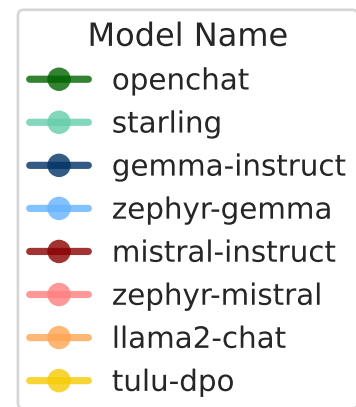 Model Name
openchat
starling
gemma-instruct
zephyr-gemma
mistral-instruct
zephyr-mistral
llama2-chat
tulu-dpo